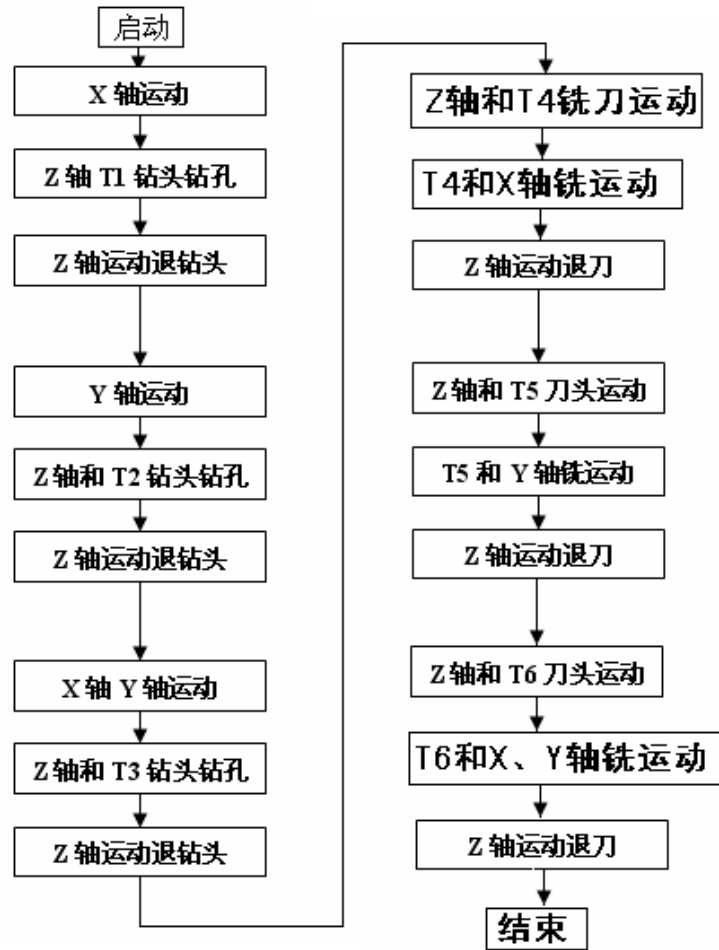 启动
X 轴运动
Z 轴 T1 钻头钻孔
Z 轴运动退钻头
Y 轴运动
Z 轴和 T2 钻头钻孔
Z 轴运动退钻头
X 轴 Y 轴运动
Z 轴和 T3 钻头钻孔
Z 轴运动退钻头
Z轴和T4铣刀运动
T4和X轴铣运动
Z 轴运动退刀
Z 轴和 T5 刀头运动
T5 和 Y 轴铣运动
Z 轴运动退刀
Z 轴和 T6 刀头运动
T6和X、Y轴铣运动
Z 轴运动退刀
结束